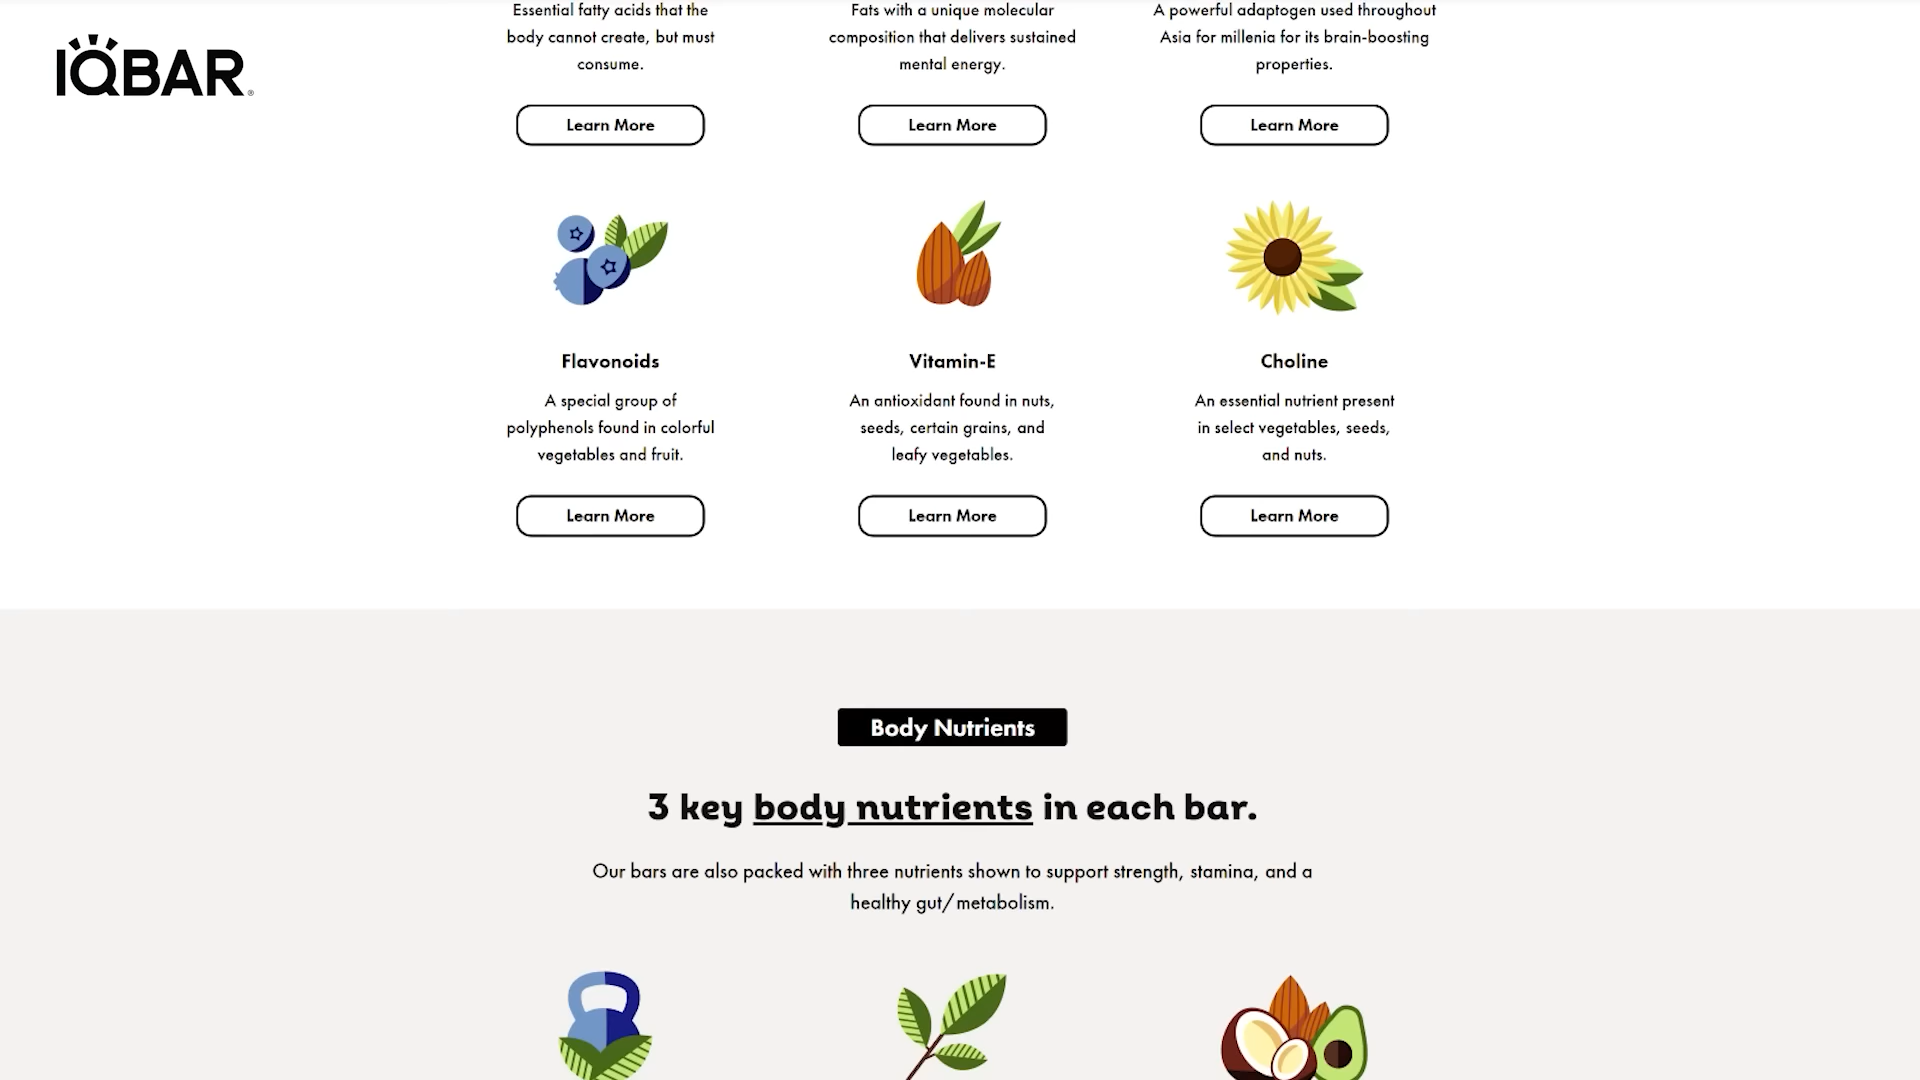 Essential fatty acids that the
body cannot create, but must
consume.
Fats with a unique molecular
composition that delivers sustained
mental energy.
A powerful adaptogen used throughout
Asia for millenia for its brain-boosting
properties.
IQBAR®
Learn More
Learn More
Learn More
Flavonoids
A special group of
polyphenols found in colorful
vegetables and fruit.
Learn More
Vitamin-E
An antioxidant found in nuts,
seeds, certain grains, and
leafy vegetables.
Learn More
Choline
An essential nutrient present
in select vegetables, seeds,
and nuts.
Learn More
Body Nutrients
3 key body nutrients in each bar.
Our bars are also packed with three nutrients shown to support strength, stamina, and a
healthy gut/metabolism.